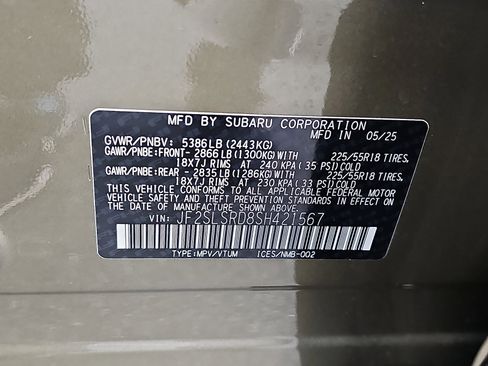 MFD BY SUBARU CORPORATION
MFD IN 05/25
GVWR/PNBV: 5386LB (2443KG)
GAWR/PNBE:FRONT- 2866LB(1300KG)WITH 225/55R18 TIRES,
18X7J RIMS AT 240 KPA( 35 PSI)COLD
GAWR/PNBE:REAR - 2835LB(1286KG)WITH 225/55R18 TIRES,
18X7J RIMS AT 230 KPA( 33 PSI)COLD
THIS VEHICLE CONFORMS TO ALL APPLICABLE FEDERAL MOTOR
VEHICLE SAFETY AND THEFT PREVENTION STANDARDS IN EFFECT
ON THE DATE OF MANUFACTURE SHOWN ABOVE.
VIN: JF2SLSRD8SH421567
TYPE:MPV/VTUM ICES/NMB-002